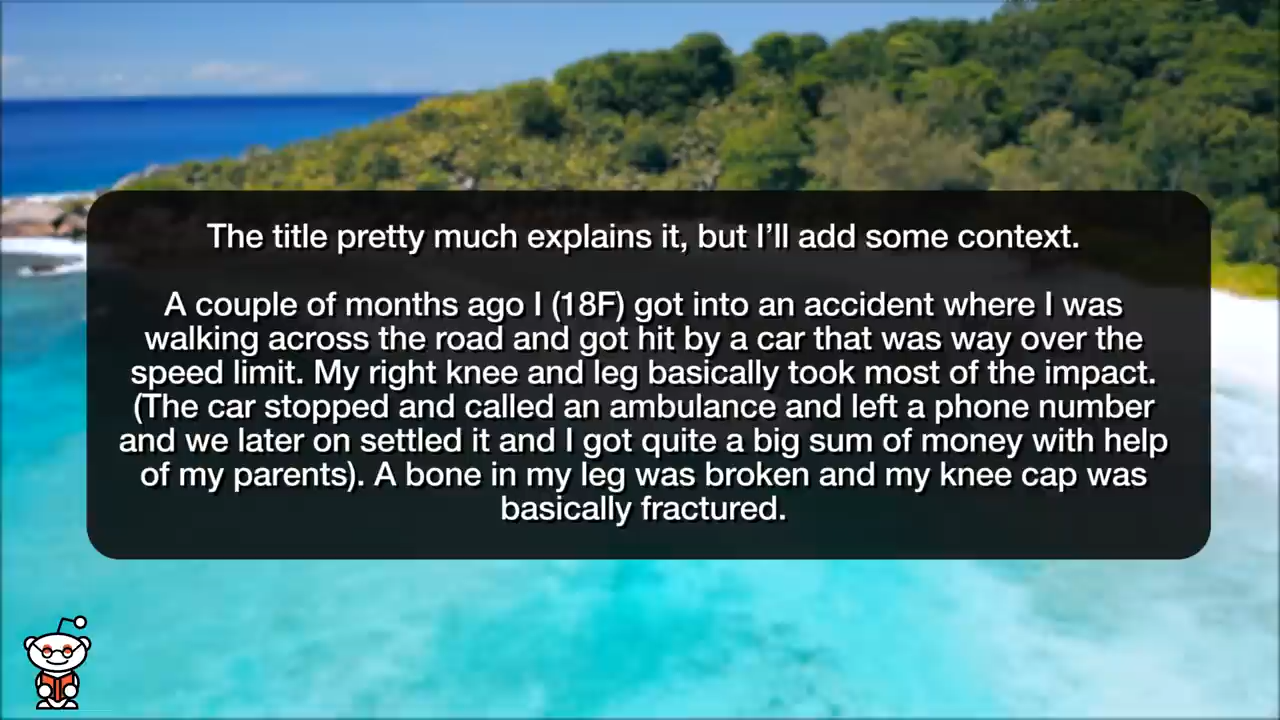 The title pretty much explains it, but I’ll add some context.
A couple of months ago I (18F) got into an accident where I was
walking across the road and got hit by a car that was way over the
speed limit. My right knee and leg basically took most of the impact.
(The car stopped and called an ambulance and left a phone number
and we later on settled it and I got quite a big sum of money with help
of my parents). A bone in my leg was broken and my knee cap was
basically fractured.